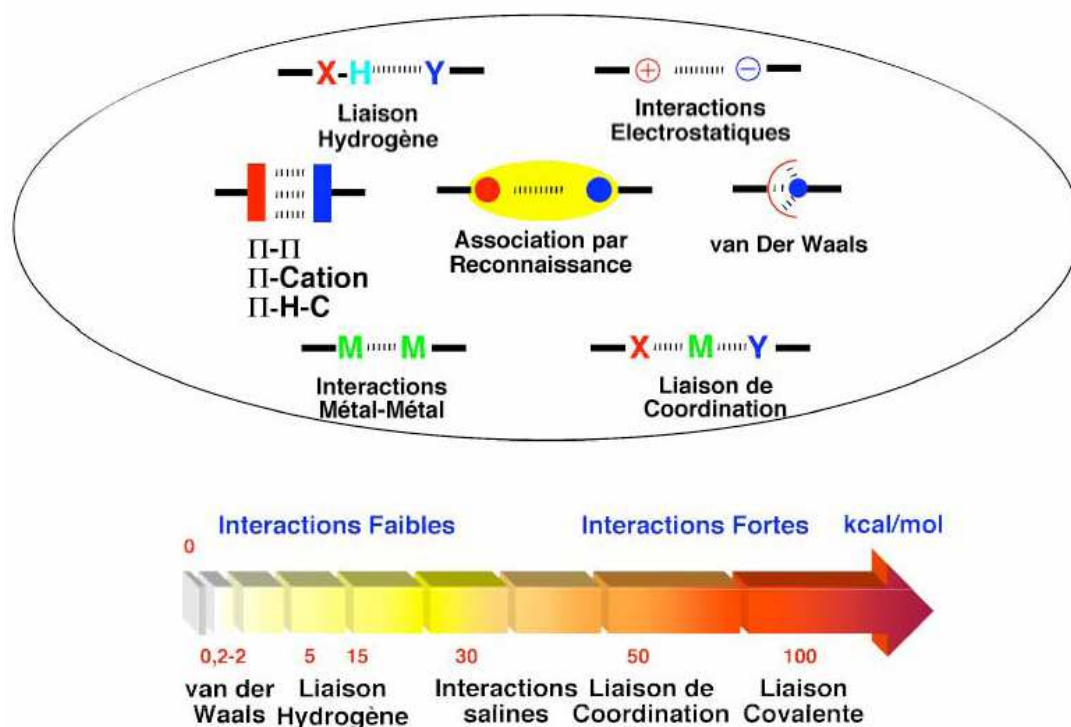 X-H Y
Liaison
Hydrogène
+ −
Interactions
Electrostatiques
Π-Π
Π-Cation
Π-H-C
Association par
Reconnaissance
van Der Waals
M M
Interactions
Métal-Métal
X M Y
Liaison de
Coordination
Interactions Faibles
Interactions Fortes
kcal/mol
0
0,2-2
5
15
30
50
100
van der
Waals
Liaison
Hydrogène
Interactions
salines
Liaison de
Coordination
Liaison
Covalente